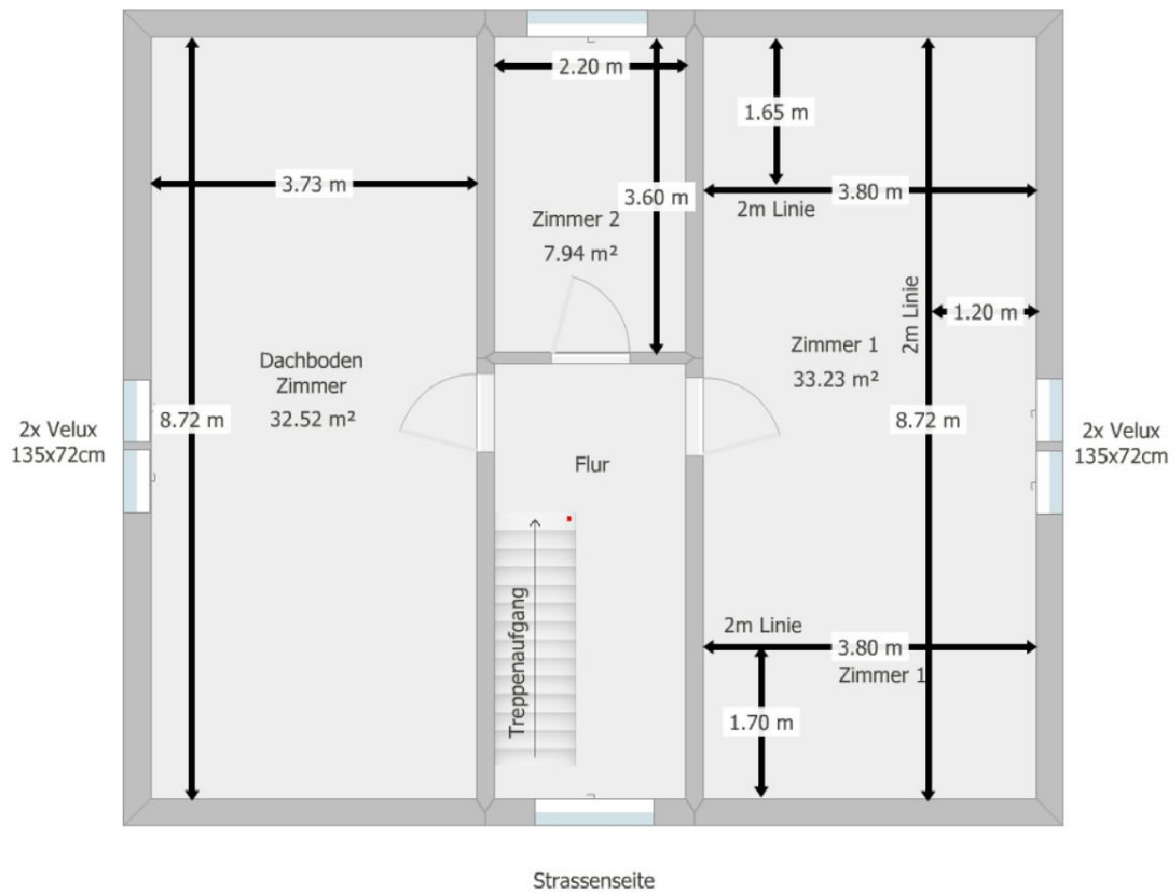 2.20 m
1.65 m
3.73 m
3.60 m
3.80 m
2m Linie
Zimmer 2
7.94 m²
2m Linie
1.20 m
Zimmer 1
33.23 m²
Dachboden
Zimmer
32.52 m²
8.72 m
8.72 m
2x Velux
135x72cm
2x Velux
135x72cm
Flur
Treppenaufgang
2m Linie
3.80 m
Zimmer 1
1.70 m
Strassenseite